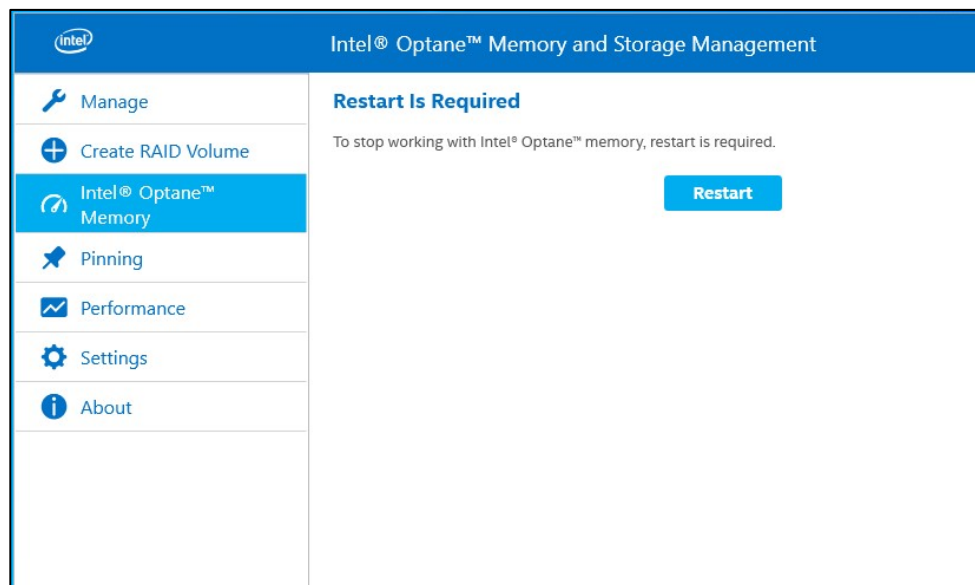 intel
Intel® Optane™ Memory and Storage Management
Manage
Create RAID Volume
Intel® Optane™
Memory
Pinning
Performance
Settings
About
Restart Is Required
To stop working with Intel® Optane™ memory, restart is required.
Restart